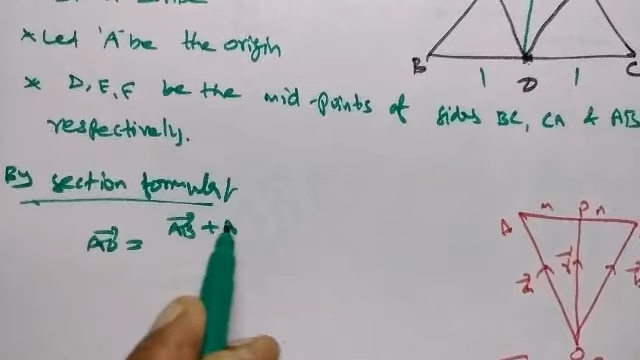 * Let 'A' be the origin
B
1
D
1
C
* D, E, F be the mid-points of sides BC, CA & AB
respectively.
By section formula
A m P n
AD = AB +
r
O